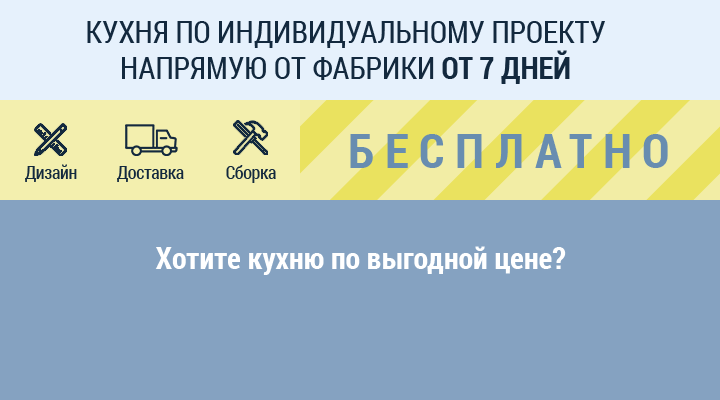 КУХНЯ ПО ИНДИВИДУАЛЬНОМУ ПРОЕКТУ
НАПРЯМУЮ ОТ ФАБРИКИ ОТ 7 ДНЕЙ
Дизайн Доставка Сборка
БЕСПЛАТНО
Хотите кухню по выгодной цене?